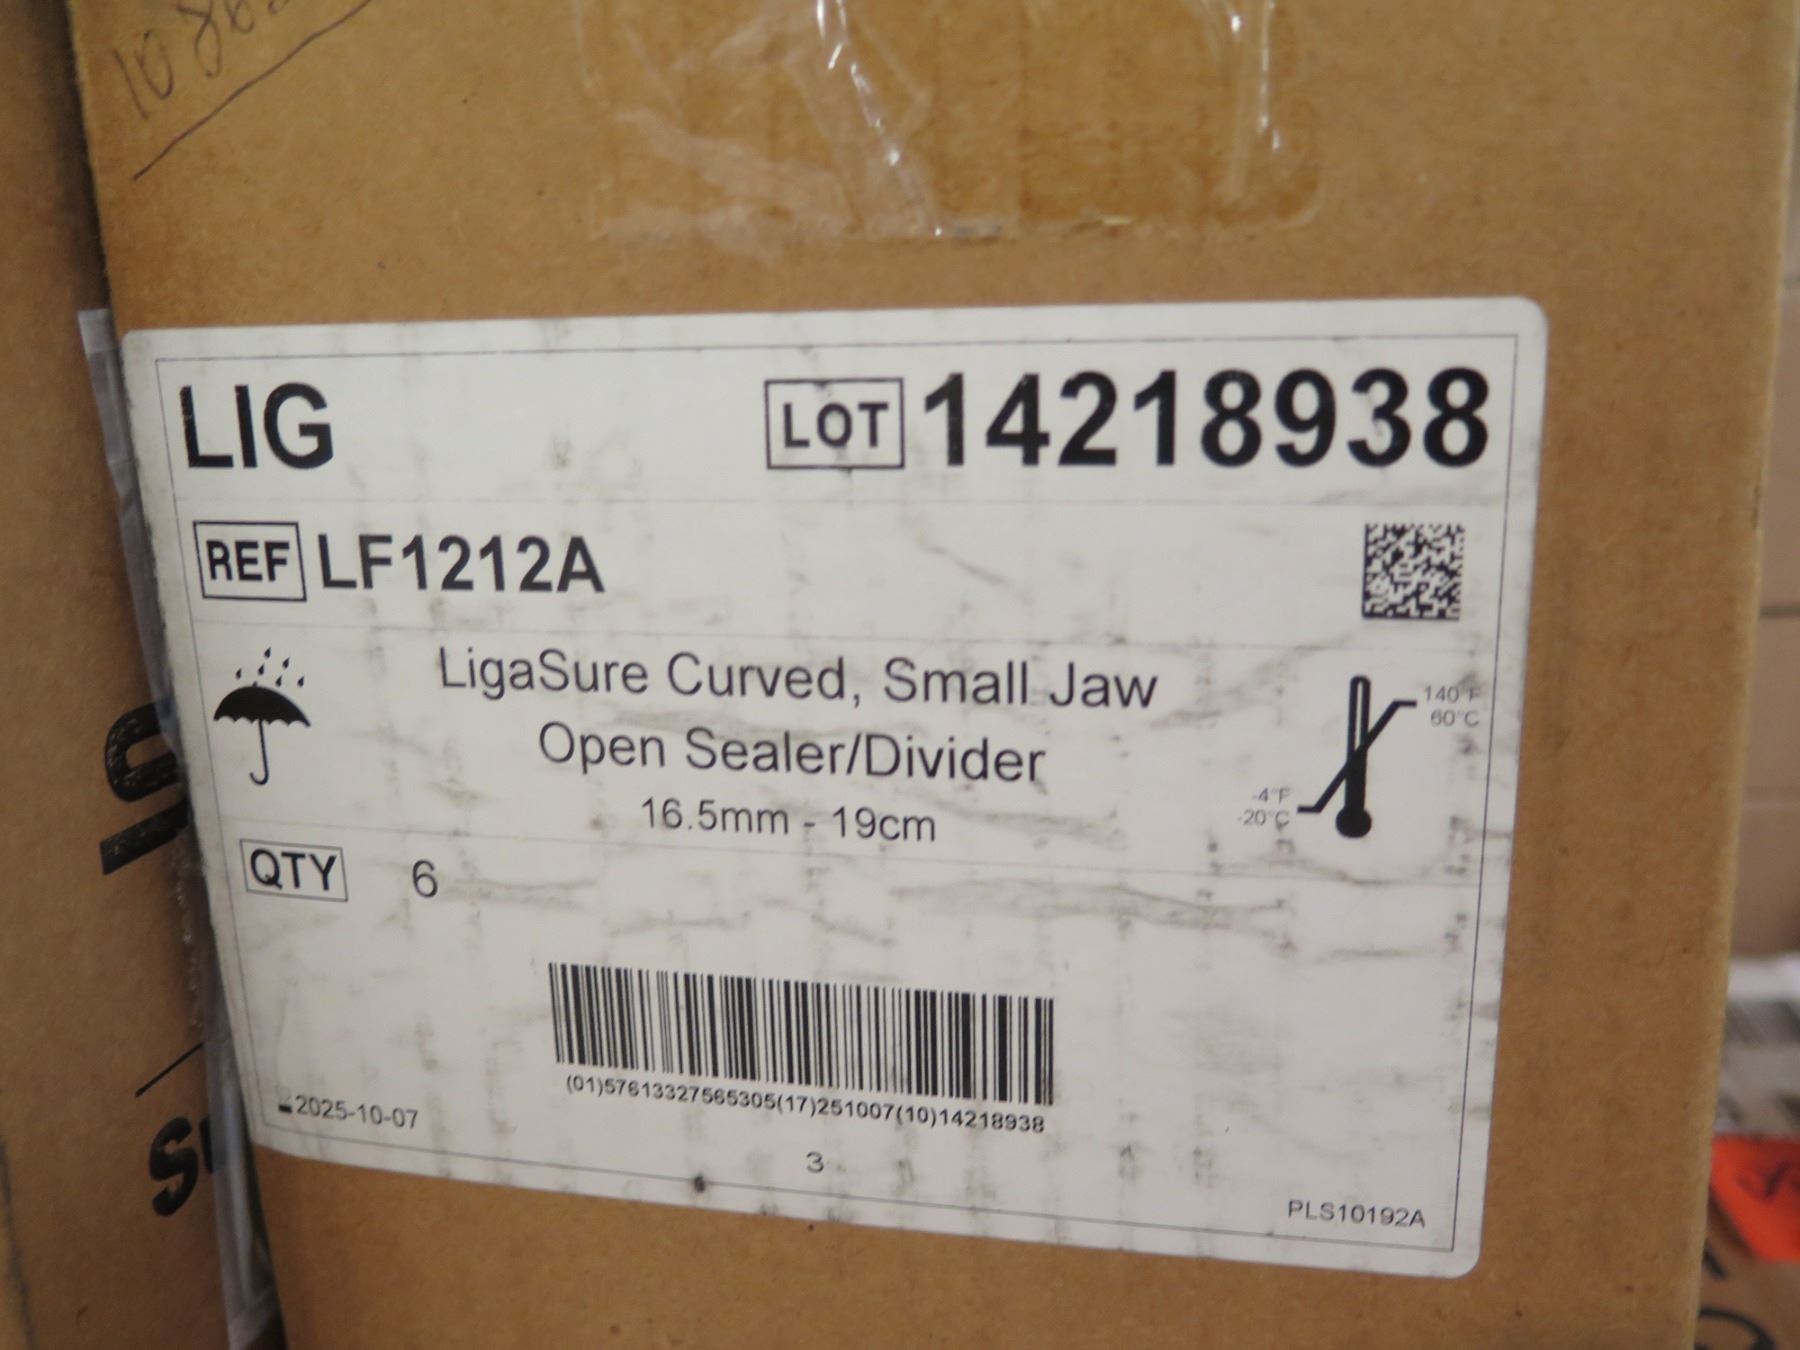 LIG
LOT 14218938
REF LF1212A
LigaSure Curved, Small Jaw
Open Sealer/Divider
16.5mm - 19cm
140°F
60°C
-4°F
-20°C
QTY 6
(01)57613327565305(17)251007(10)14218938
2025-10-07
3
PLS10192A